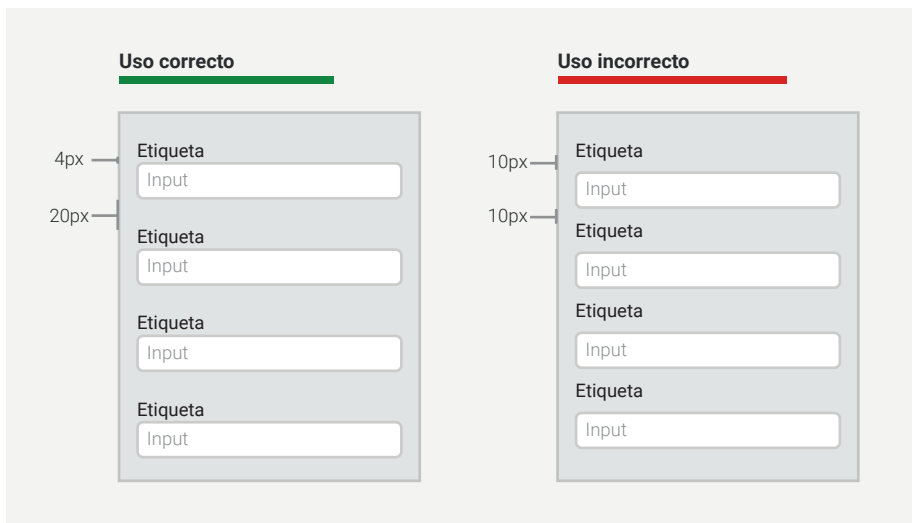 Uso correcto
4px
20px
Etiqueta
Input
Etiqueta
Input
Etiqueta
Input
Etiqueta
Input
Uso incorrecto
10px
10px
Etiqueta
Input
Etiqueta
Input
Etiqueta
Input
Etiqueta
Input